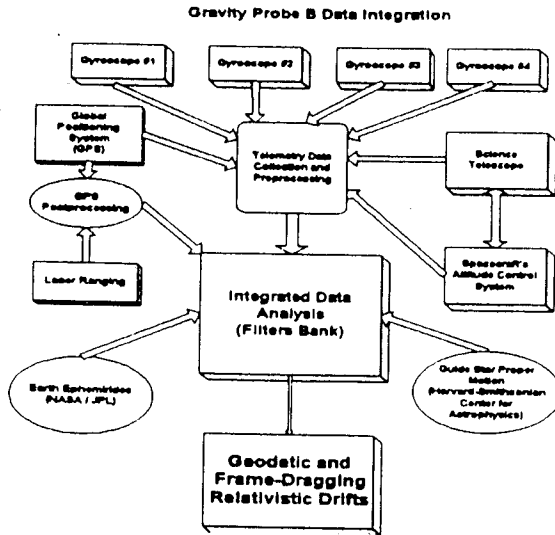 Gravity Probe B Data Integration
Gyroscope #1
Gyroscope #2
Gyroscope #3
Gyroscope #4
Global
Positioning
System
(GPS)
Telemetry Data
Collection and
Preprocessing
Science
Telescope
GPS
Postprocessing
Laser Ranging
Spacecraft's
Attitude Control
System
Integrated Data
Analysis
(Filters Bank)
Earth Ephimirides
(NASA / JPL)
Guide Star Proper
Motion
(Harvard-Smithsonian
Center for
Astrophysics)
Geodetic and
Frame-Dragging
Relativistic Drifts